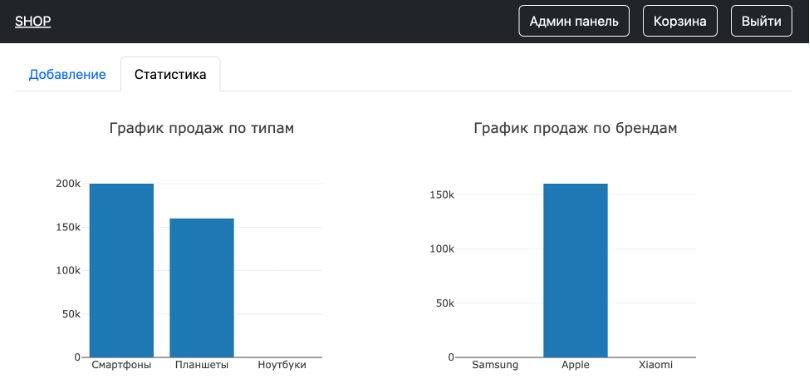 SHOP Админ панель Корзина Выйти
Добавление Статистика
График продаж по типам
200k
150k
100k
50k
0
Смартфоны Планшеты Ноутбуки
График продаж по брендам
150k
100k
50k
0
Samsung Apple Xiaomi